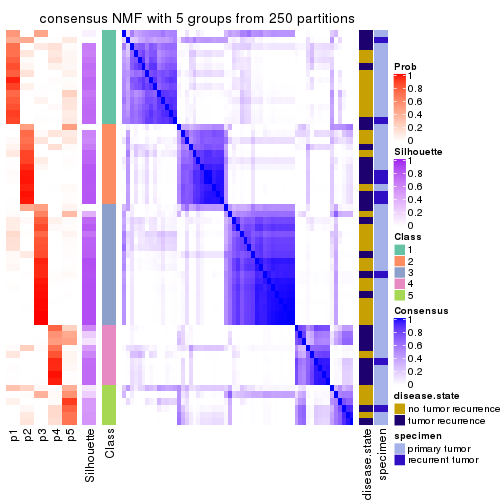 consensus NMF with 5 groups from 250 partitions
Prob
1
0.8
0.6
0.4
0.2
0
Silhouette
1
0.8
0.6
0.4
0.2
0
Class
1
2
3
4
5
Consensus
1
0.8
0.6
0.4
0.2
0
disease.state
no tumor recurrence
tumor recurrence
specimen
primary tumor
recurrent tumor
p1
p2
p3
p4
p5
Silhouette
Class
disease.state
specimen